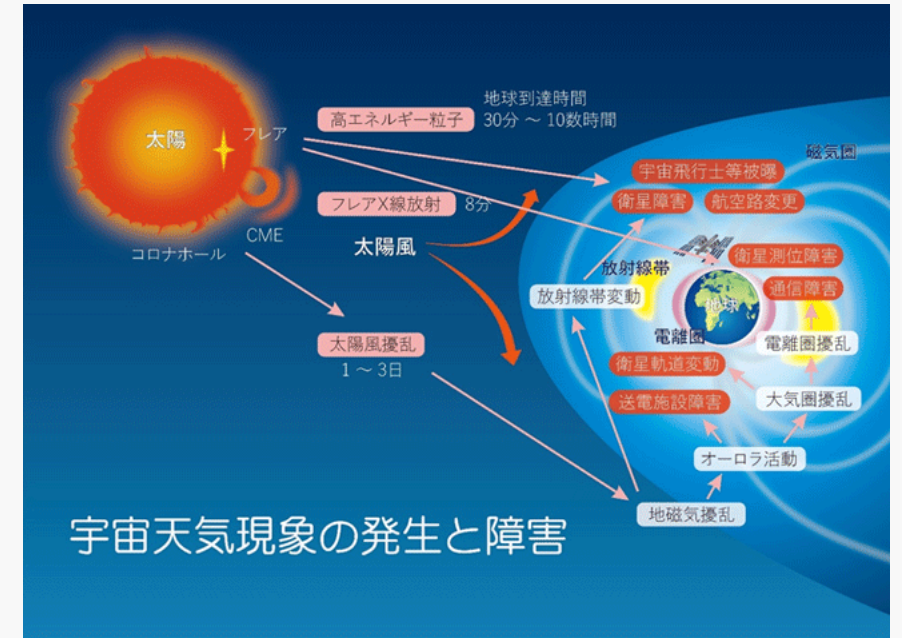 地球到達時間
高エネルギー粒子
30分 ～ 10数時間
太陽
フレア
磁気圏
宇宙飛行士等被曝
フレアX線放射
8分
衛星障害
航空路変更
CME
コロナホール
太陽風
衛星測位障害
放射線帯
通信障害
放射線帯変動
地球
電離圏
太陽風擾乱
1 ～ 3日
電離圏擾乱
衛星軌道変動
大気圏擾乱
送電施設障害
オーロラ活動
地磁気擾乱
宇宙天気現象の発生と障害